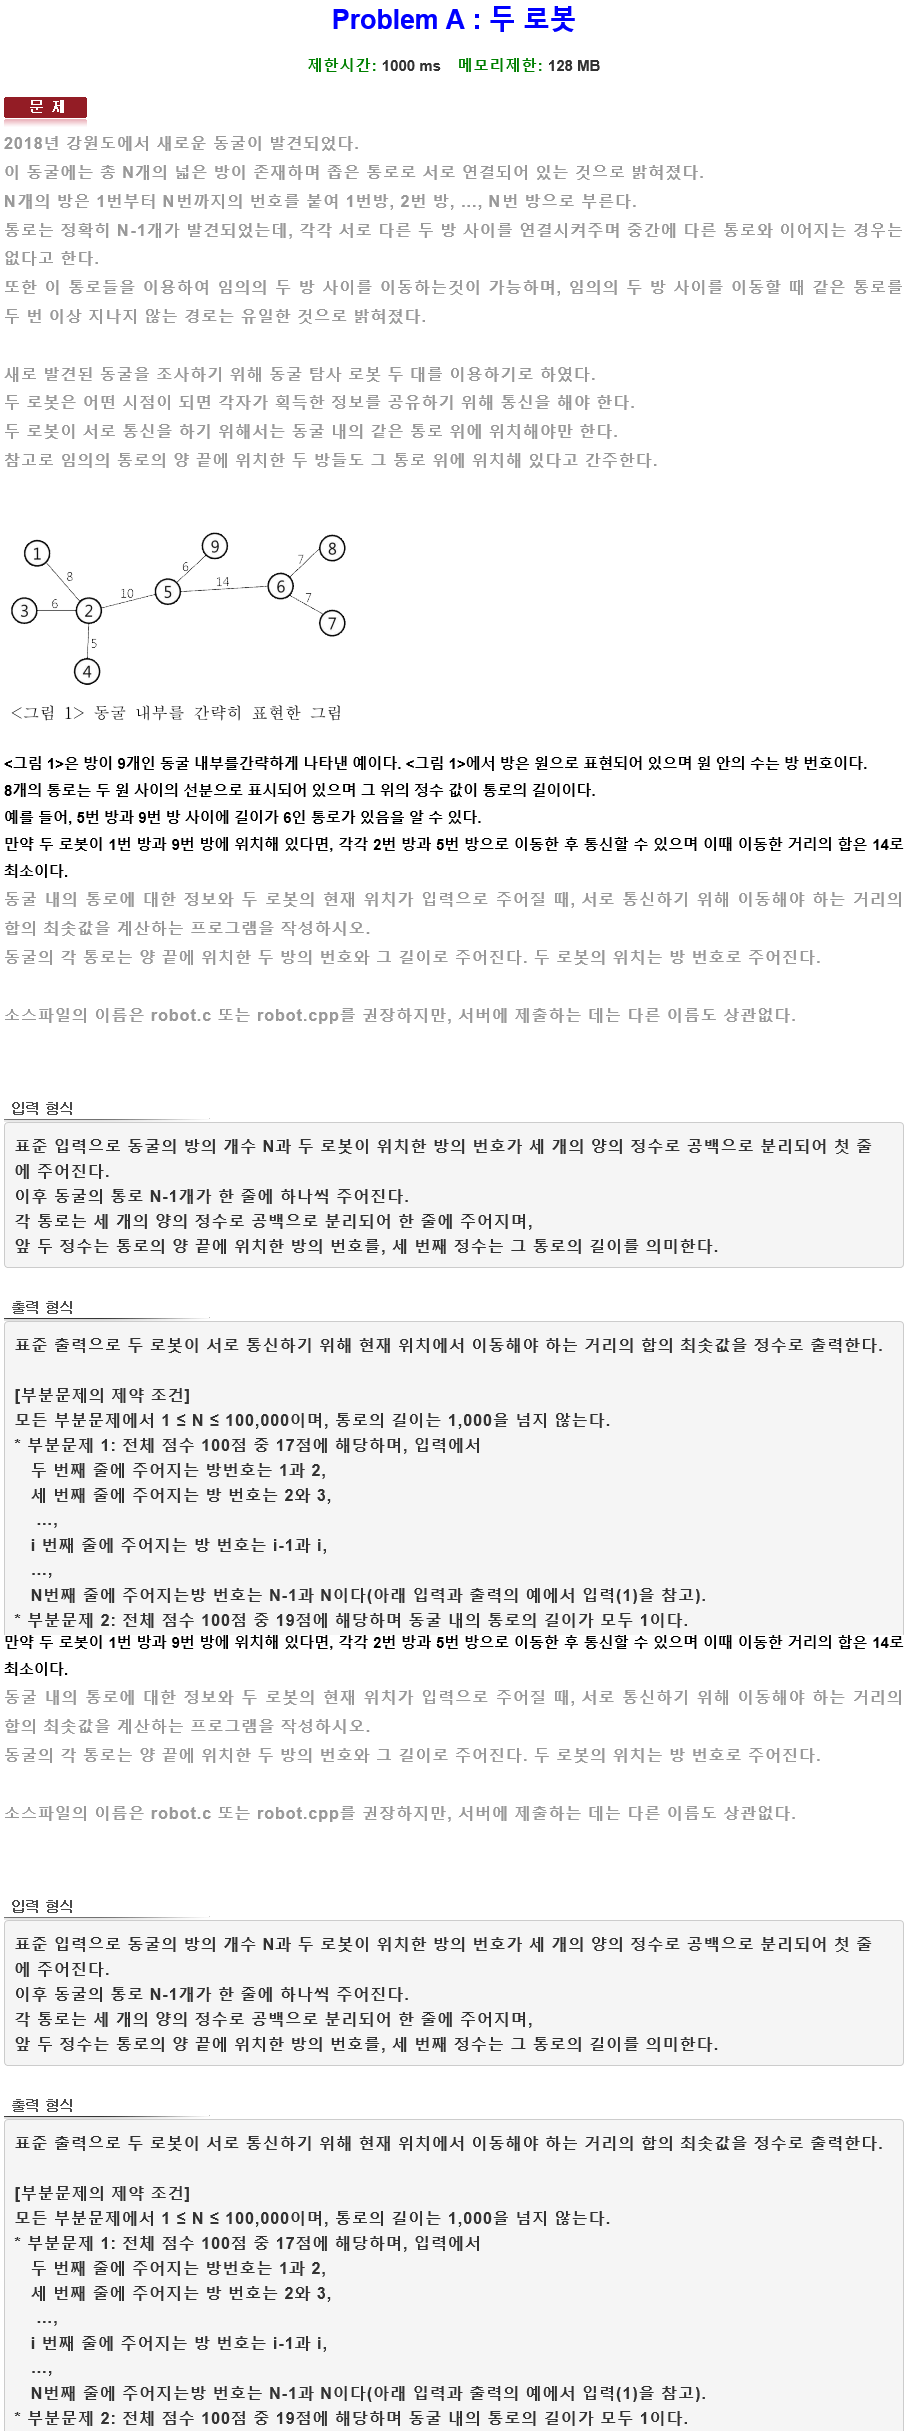 Problem A : 두 로봇
제한시간: 1000 ms 메모리제한: 128 MB
문 제
2018년 강원도에서 새로운 동굴이 발견되었다.
이 동굴에는 총 N개의 넓은 방이 존재하며 좁은 통로로 서로 연결되어 있는 것으로 밝혀졌다.
N개의 방은 1번부터 N번까지의 번호를 붙여 1번방, 2번 방, ..., N번 방으로 부른다.
통로는 정확히 N-1개가 발견되었는데, 각각 서로 다른 두 방 사이를 연결시켜주며 중간에 다른 통로와 이어지는 경우는
없다고 한다.
또한 이 통로들을 이용하여 임의의 두 방 사이를 이동하는것이 가능하며, 임의의 두 방 사이를 이동할 때 같은 통로를
두 번 이상 지나지 않는 경로는 유일한 것으로 밝혀졌다.
새로 발견된 동굴을 조사하기 위해 동굴 탐사 로봇 두 대를 이용하기로 하였다.
두 로봇은 어떤 시점이 되면 각자가 획득한 정보를 공유하기 위해 통신을 해야 한다.
두 로봇이 서로 통신을 하기 위해서는 동굴 내의 같은 통로 위에 위치해야만 한다.
참고로 임의의 통로의 양 끝에 위치한 두 방들도 그 통로 위에 위치해 있다고 간주한다.
1 9 8
8 6 7
3 6 2 10 5 14 6
7
7
5
4
<그림 1> 동굴 내부를 간략히 표현한 그림
<그림 1>은 방이 9개인 동굴 내부를간략하게 나타낸 예이다. <그림 1>에서 방은 원으로 표현되어 있으며 원 안의 수는 방 번호이다.
8개의 통로는 두 원 사이의 선분으로 표시되어 있으며 그 위의 정수 값이 통로의 길이이다.
예를 들어, 5번 방과 9번 방 사이에 길이가 6인 통로가 있음을 알 수 있다.
만약 두 로봇이 1번 방과 9번 방에 위치해 있다면, 각각 2번 방과 5번 방으로 이동한 후 통신할 수 있으며 이때 이동한 거리의 합은 14로
최소이다.
동굴 내의 통로에 대한 정보와 두 로봇의 현재 위치가 입력으로 주어질 때, 서로 통신하기 위해 이동해야 하는 거리의
합의 최솟값을 계산하는 프로그램을 작성하시오.
동굴의 각 통로는 양 끝에 위치한 두 방의 번호와 그 길이로 주어진다. 두 로봇의 위치는 방 번호로 주어진다.
소스파일의 이름은 robot.c 또는 robot.cpp를 권장하지만, 서버에 제출하는 데는 다른 이름도 상관없다.
입력 형식
표준 입력으로 동굴의 방의 개수 N과 두 로봇이 위치한 방의 번호가 세 개의 양의 정수로 공백으로 분리되어 첫 줄
에 주어진다.
이후 동굴의 통로 N-1개가 한 줄에 하나씩 주어진다.
각 통로는 세 개의 양의 정수로 공백으로 분리되어 한 줄에 주어지며,
앞 두 정수는 통로의 양 끝에 위치한 방의 번호를, 세 번째 정수는 그 통로의 길이를 의미한다.
출력 형식
표준 출력으로 두 로봇이 서로 통신하기 위해 현재 위치에서 이동해야 하는 거리의 합의 최솟값을 정수로 출력한다.
[부분문제의 제약 조건]
모든 부분문제에서 1 ≤ N ≤ 100,000이며, 통로의 길이는 1,000을 넘지 않는다.
* 부분문제 1: 전체 점수 100점 중 17점에 해당하며, 입력에서
두 번째 줄에 주어지는 방번호는 1과 2,
세 번째 줄에 주어지는 방 번호는 2와 3,
...,
i 번째 줄에 주어지는 방 번호는 i-1과 i,
...,
N번째 줄에 주어지는방 번호는 N-1과 N이다(아래 입력과 출력의 예에서 입력(1)을 참고).
* 부분문제 2: 전체 점수 100점 중 19점에 해당하며 동굴 내의 통로의 길이가 모두 1이다.
만약 두 로봇이 1번 방과 9번 방에 위치해 있다면, 각각 2번 방과 5번 방으로 이동한 후 통신할 수 있으며 이때 이동한 거리의 합은 14로
최소이다.
동굴 내의 통로에 대한 정보와 두 로봇의 현재 위치가 입력으로 주어질 때, 서로 통신하기 위해 이동해야 하는 거리의
합의 최솟값을 계산하는 프로그램을 작성하시오.
동굴의 각 통로는 양 끝에 위치한 두 방의 번호와 그 길이로 주어진다. 두 로봇의 위치는 방 번호로 주어진다.
소스파일의 이름은 robot.c 또는 robot.cpp를 권장하지만, 서버에 제출하는 데는 다른 이름도 상관없다.
입력 형식
표준 입력으로 동굴의 방의 개수 N과 두 로봇이 위치한 방의 번호가 세 개의 양의 정수로 공백으로 분리되어 첫 줄
에 주어진다.
이후 동굴의 통로 N-1개가 한 줄에 하나씩 주어진다.
각 통로는 세 개의 양의 정수로 공백으로 분리되어 한 줄에 주어지며,
앞 두 정수는 통로의 양 끝에 위치한 방의 번호를, 세 번째 정수는 그 통로의 길이를 의미한다.
출력 형식
표준 출력으로 두 로봇이 서로 통신하기 위해 현재 위치에서 이동해야 하는 거리의 합의 최솟값을 정수로 출력한다.
[부분문제의 제약 조건]
모든 부분문제에서 1 ≤ N ≤ 100,000이며, 통로의 길이는 1,000을 넘지 않는다.
* 부분문제 1: 전체 점수 100점 중 17점에 해당하며, 입력에서
두 번째 줄에 주어지는 방번호는 1과 2,
세 번째 줄에 주어지는 방 번호는 2와 3,
...,
i 번째 줄에 주어지는 방 번호는 i-1과 i,
...,
N번째 줄에 주어지는방 번호는 N-1과 N이다(아래 입력과 출력의 예에서 입력(1)을 참고).
* 부분문제 2: 전체 점수 100점 중 19점에 해당하며 동굴 내의 통로의 길이가 모두 1이다.